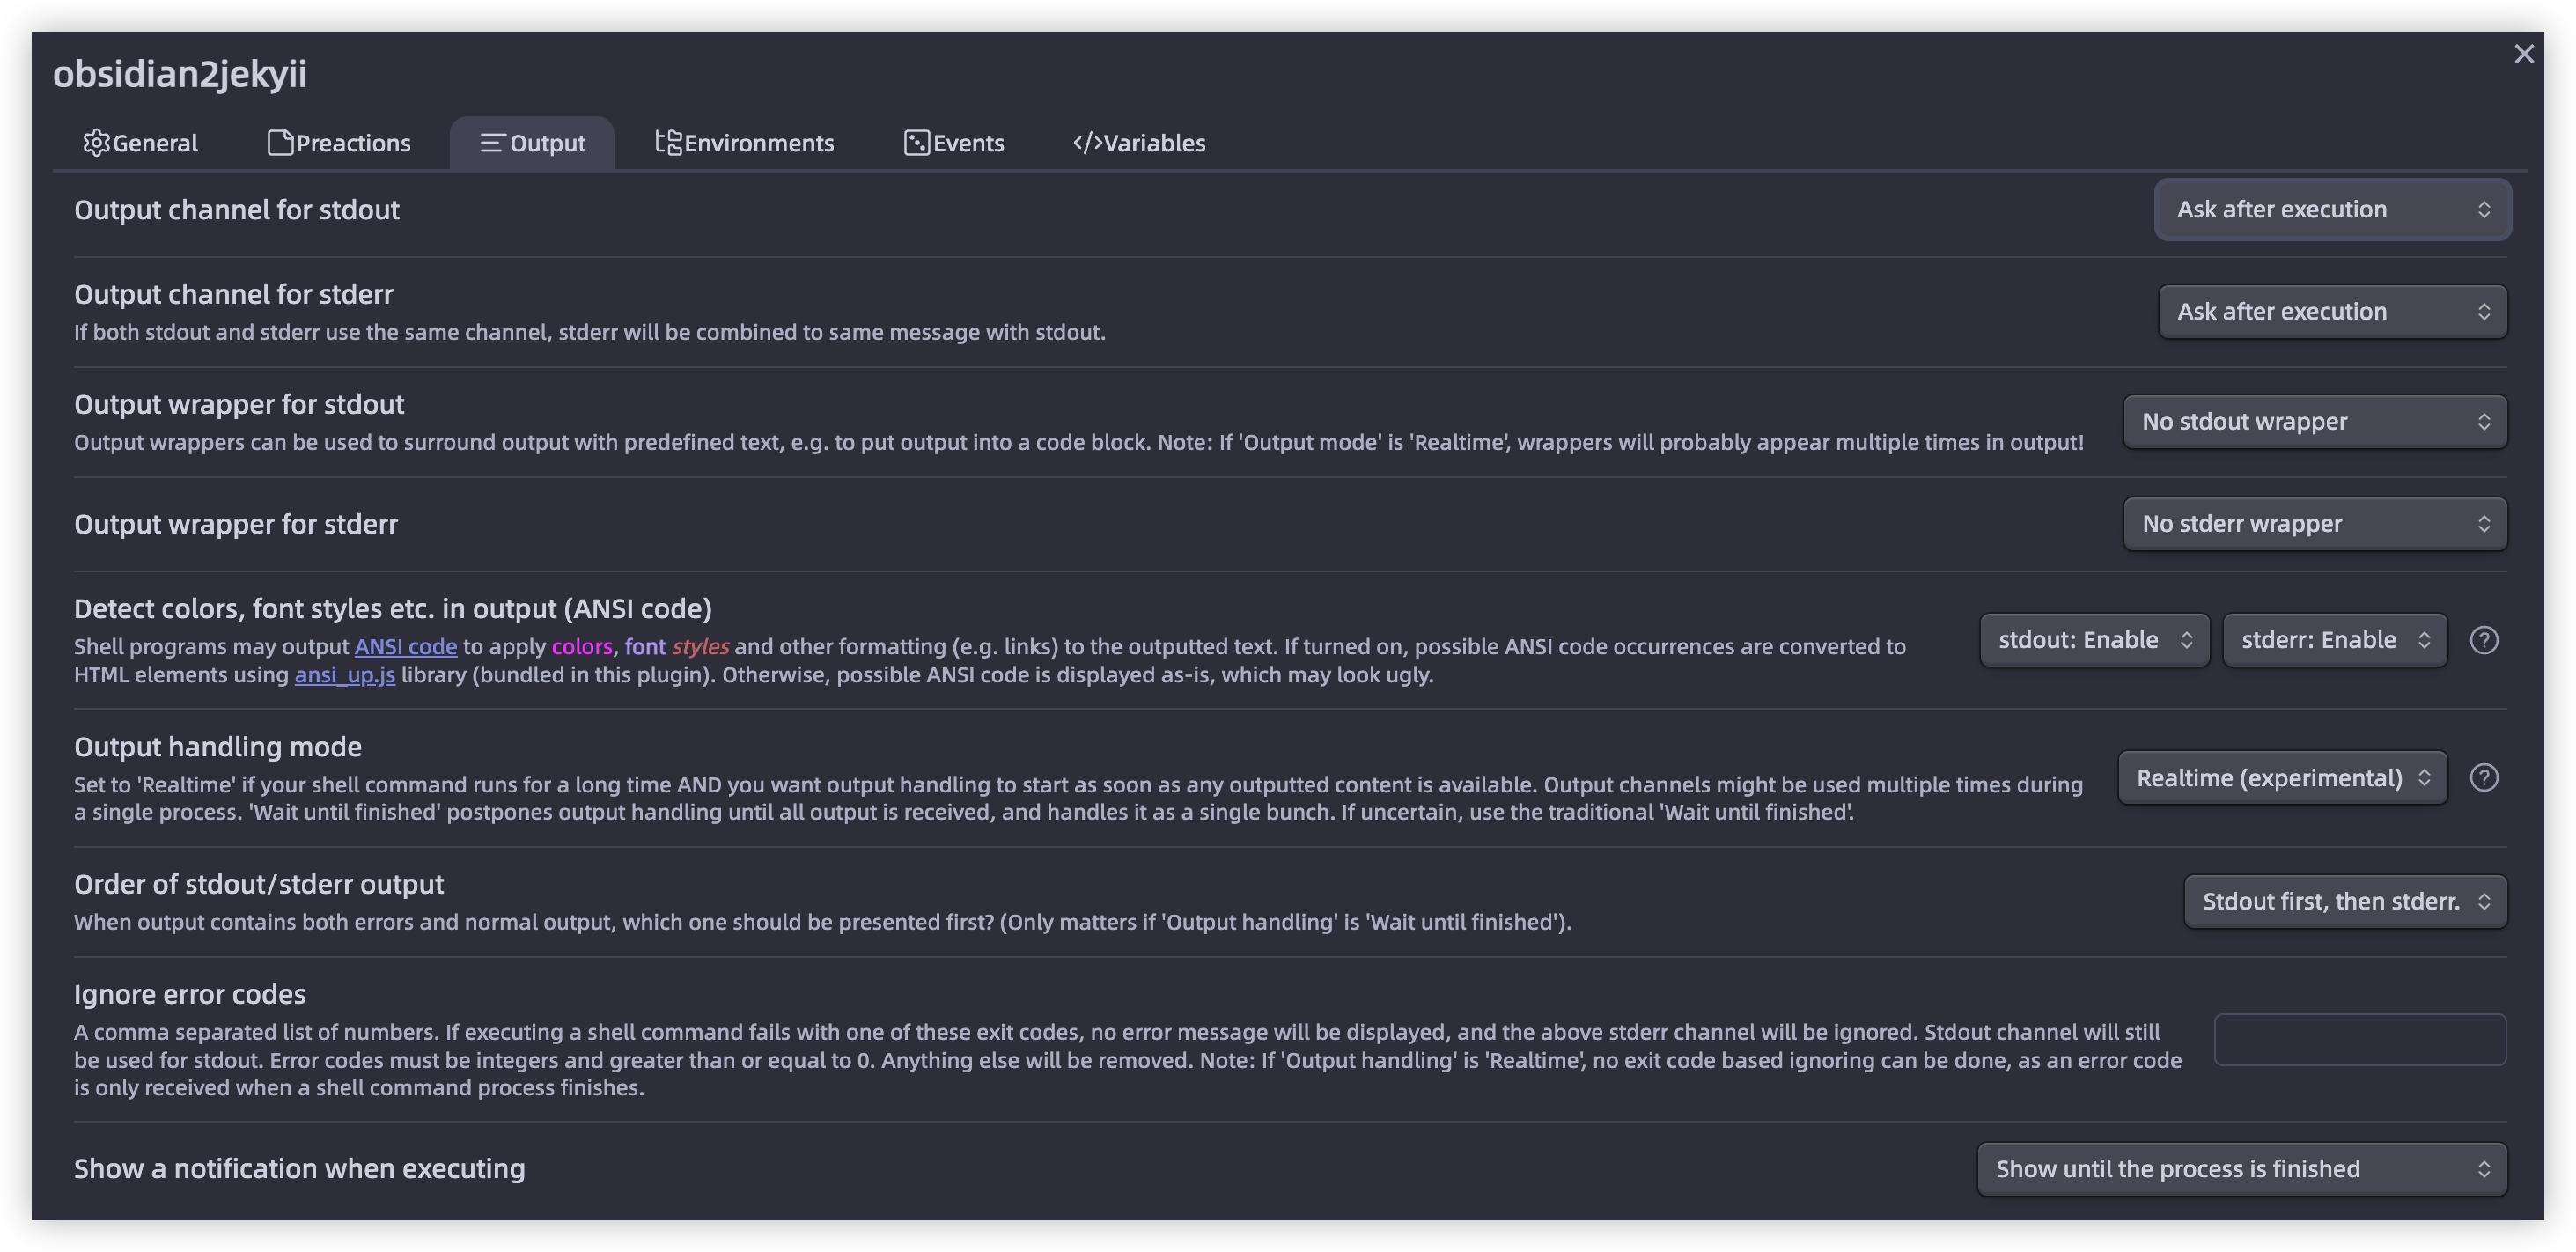 obsidian2jekyii
General
Preactions
Output
Environments
Events
</>Variables
Output channel for stdout
Ask after execution
Output channel for stderr
If both stdout and stderr use the same channel, stderr will be combined to same message with stdout.
Ask after execution
Output wrapper for stdout
Output wrappers can be used to surround output with predefined text, e.g. to put output into a code block. Note: If 'Output mode' is 'Realtime', wrappers will probably appear multiple times in output!
No stdout wrapper
Output wrapper for stderr
No stderr wrapper
Detect colors, font styles etc. in output (ANSI code)
Shell programs may output ANSI code to apply colors, font styles and other formatting (e.g. links) to the outputted text. If turned on, possible ANSI code occurrences are converted to
HTML elements using ansi_up.js library (bundled in this plugin). Otherwise, possible ANSI code is displayed as-is, which may look ugly.
stdout: Enable
stderr: Enable
?
Output handling mode
Set to 'Realtime' if your shell command runs for a long time AND you want output handling to start as soon as any outputted content is available. Output channels might be used multiple times during
a single process. 'Wait until finished' postpones output handling until all output is received, and handles it as a single bunch. If uncertain, use the traditional 'Wait until finished'.
Realtime (experimental)
?
Order of stdout/stderr output
When output contains both errors and normal output, which one should be presented first? (Only matters if 'Output handling' is 'Wait until finished').
Stdout first, then stderr.
Ignore error codes
A comma separated list of numbers. If executing a shell command fails with one of these exit codes, no error message will be displayed, and the above stderr channel will be ignored. Stdout channel will still
be used for stdout. Error codes must be integers and greater than or equal to 0. Anything else will be removed. Note: If 'Output handling' is 'Realtime', no exit code based ignoring can be done, as an error code
is only received when a shell command process finishes.
Show a notification when executing
Show until the process is finished